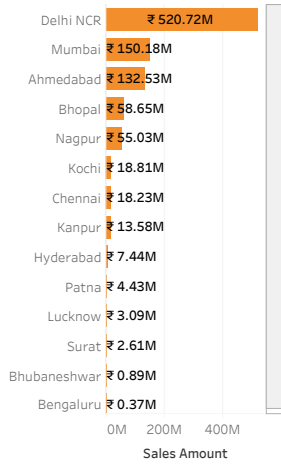 Delhi NCR ₹ 520.72M
Mumbai ₹ 150.18M
Ahmedabad ₹ 132.53M
Bhopal ₹ 58.65M
Nagpur ₹ 55.03M
Kochi ₹ 18.81M
Chennai ₹ 18.23M
Kanpur ₹ 13.58M
Hyderabad ₹ 7.44M
Patna ₹ 4.43M
Lucknow ₹ 3.09M
Surat ₹ 2.61M
Bhubaneshwar ₹ 0.89M
Bengaluru ₹ 0.37M
0M 200M 400M
Sales Amount